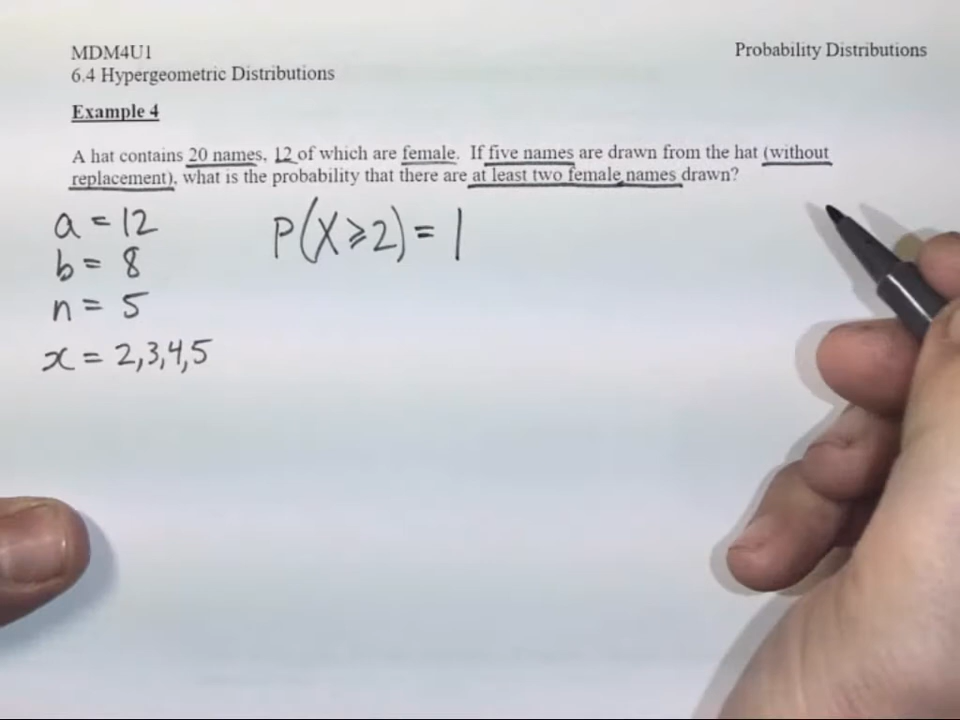 MDM4U1
Probability Distributions
6.4 Hypergeometric Distributions
Example 4
A hat contains 20 names, 12 of which are female. If five names are drawn from the hat (without
replacement), what is the probability that there are at least two female names drawn?
a = 12
b = 8
n = 5
x = 2,3,4,5
P(X⩾2) = 1